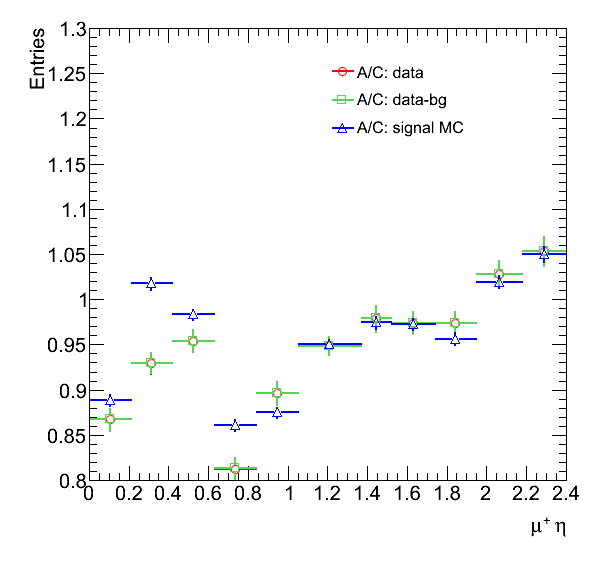 Entries
1.3
1.25
1.2
1.15
1.1
1.05
1
0.95
0.9
0.85
0.8
A/C: data
A/C: data-bg
A/C: signal MC
0 0.2 0.4 0.6 0.8 1 1.2 1.4 1.6 1.8 2 2.2 2.4
μ⁺ η